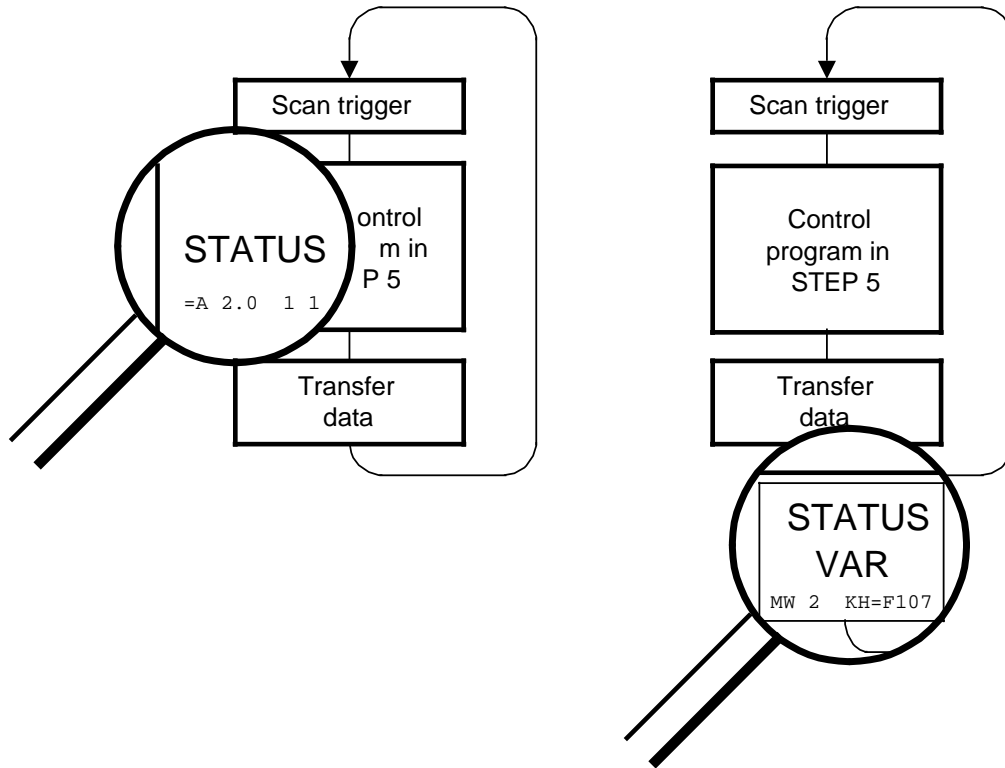 Scan trigger
ontrol
m in
P 5
STATUS
=A 2.0 1 1
Transfer
data
Scan trigger
Control
program in
STEP 5
Transfer
data
STATUS
VAR
MW 2 KH=F107